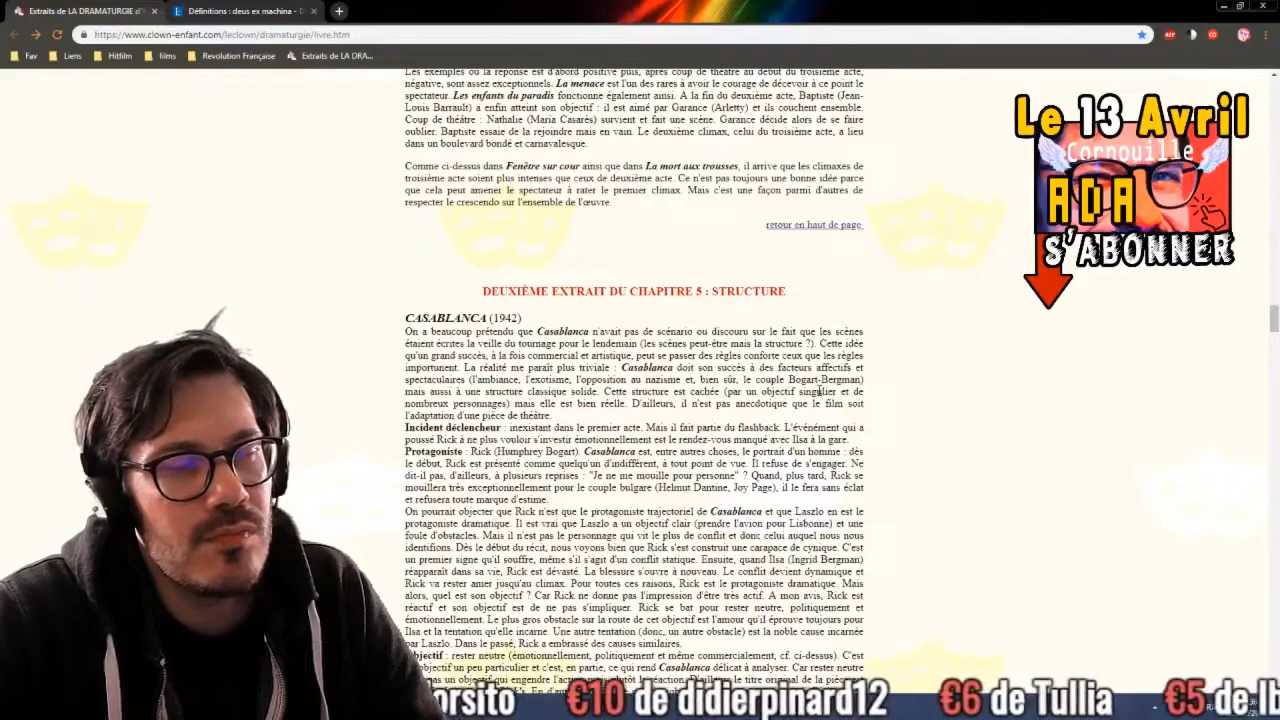 Extraits de LA DRAMATURGIE d'
Définitions : deus ex machina - D
https://www.clown-enfant.com/leclown/dramaturgie/livre.htm
Fav
Liens
Hitfilm
films
Revolution Française
Extraits de LA DRA...
Les exemples où la réponse est d'abord positive puis, après coup de théâtre au début du troisième acte,
négative, sont assez exceptionnels. La menace est l'un des rares à avoir le courage de décevoir à ce point le
spectateur. Les enfants du paradis fonctionne également ainsi. A la fin du deuxième acte, Baptiste (Jean-
Louis Barrault) a enfin atteint son objectif : il est aimé par Garance (Arletty) et ils couchent ensemble.
Coup de théâtre : Nathalie (Maria Casarès) survient et fait une scène. Garance décide alors de se faire
oublier. Baptiste essaie de la rejoindre mais en vain. Le deuxième climax, celui du troisième acte, a lieu
dans un boulevard bondé et carnavalesque.
Comme ci-dessus dans Fenêtre sur cour ainsi que dans La mort aux trousses, il arrive que les climaxes de
troisième acte soient plus intenses que ceux de deuxième acte. Ce n'est pas toujours une bonne idée parce
que cela peut amener le spectateur à rater le premier climax. Mais c'est une façon parmi d'autres de
respecter le crescendo sur l'ensemble de l'œuvre.
retour en haut de page
DEUXIÈME EXTRAIT DU CHAPITRE 5 : STRUCTURE
CASABLANCA (1942)
On a beaucoup prétendu que Casablanca n'avait pas de scénario ou discouru sur le fait que les scènes
étaient écrites la veille du tournage pour le lendemain (les scènes peut-être mais la structure ?). Cette idée
qu'un grand succès, à la fois commercial et artistique, peut se passer des règles conforte ceux que les règles
importunent. La réalité me paraît plus triviale : Casablanca doit son succès à des facteurs affectifs et
spectaculaires (l'ambiance, l'exotisme, l'opposition au nazisme et, bien sûr, le couple Bogart-Bergman)
mais aussi à une structure classique solide. Cette structure est cachée (par un objectif singulier et de
nombreux personnages) mais elle est bien réelle. D'ailleurs, il n'est pas anecdotique que le film soit
l'adaptation d'une pièce de théâtre.
Incident déclencheur : inexistant dans le premier acte. Mais il fait partie du flashback. L'événément qui a
poussé Rick à ne plus vouloir s'investir émotionnellement est le rendez-vous manqué avec Ilsa à la gare.
Protagoniste : Rick (Humphrey Bogart). Casablanca est, entre autres choses, le portrait d'un homme : dès
le début, Rick est présenté comme quelqu'un d'indifférent, à tout point de vue. Il refuse de s'engager. Ne
dit-il pas, d'ailleurs, à plusieurs reprises : "Je ne me mouille pour personne" ? Quand, plus tard, Rick se
mouillera très exceptionnellement pour le couple bulgare (Helmut Dantine, Joy Page), il le fera sans éclat
et refusera toute marque d'estime.
On pourrait objecter que Rick n'est que le protagoniste trajectoriel de Casablanca et que Laszlo en est le
protagoniste dramatique. Il est vrai que Laszlo a un objectif clair (prendre l'avion pour Lisbonne) et une
foule d'obstacles. Mais il n'est pas le personnage qui vit le plus de conflit et donc celui auquel nous nous
identifions. Dès le début du récit, nous voyons bien que Rick s'est construit une carapace de cynique. C'est
un premier signe qu'il souffre, même s'il s'agit d'un conflit statique. Ensuite, quand Ilsa (Ingrid Bergman)
réapparaît dans sa vie, Rick est dévasté. La blessure s'ouvre à nouveau. Le conflit devient dynamique et
Rick va rester amer jusqu'au climax. Pour toutes ces raisons, Rick est le protagoniste dramatique. Mais
alors, quel est son objectif ? Car Rick ne donne pas l'impression d'être très actif. A mon avis, Rick est
réactif et son objectif est de ne pas s'impliquer. Rick se bat pour rester neutre, politiquement et
émotionnellement. Le plus gros obstacle sur la route de cet objectif est l'amour qu'il éprouve toujours pour
Ilsa et la tentation qu'elle incarne. Une autre tentation (donc, un autre obstacle) est la noble cause incarnée
par Laszlo. Dans le passé, Rick a embrassé des causes similaires.
bjectif : rester neutre (émotionnellement, politiquement et même commercialement, cf. ci-dessus). C'est
objectif un peu particulier et c'est, en partie, ce qui rend Casablanca délicat à analyser. Car rester neutre
Le 13 Avril
Cornouille
ADA
S'ABONNER
orsito €10 de didierpinard12 €6 de Tullia €5 de Ib